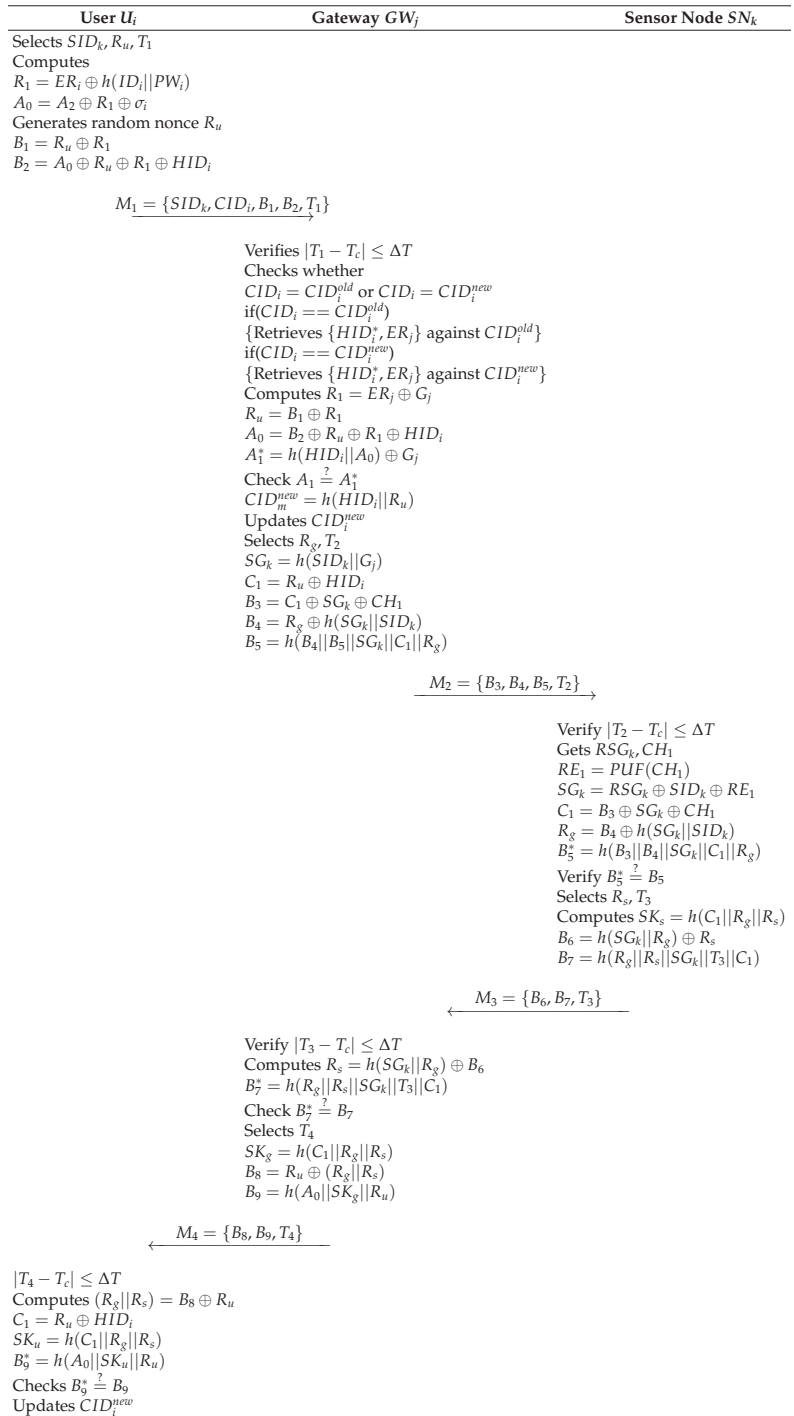 User U_i Gateway GW_j Sensor Node SN_k
Selects SID_k, R_u, T_1
Computes
R_1 = ER_i ⊕ h(ID_i||PW_i)
A_0 = A_2 ⊕ R_1 ⊕ σ_i
Generates random nonce R_u
B_1 = R_u ⊕ R_1
B_2 = A_0 ⊕ R_u ⊕ R_1 ⊕ HID_i
M_1 = {SID_k, CID_i, B_1, B_2, T_1}
Verifies |T_1 − T_c| ≤ ΔT
Checks whether
CID_i = CID_i^{old} or CID_i = CID_i^{new}
if(CID_i == CID_i^{old})
{Retrieves {HID_i^*, ER_j} against CID_i^{old}}
if(CID_i == CID_i^{new})
{Retrieves {HID_i^*, ER_j} against CID_i^{new}}
Computes R_1 = ER_j ⊕ G_j
R_u = B_1 ⊕ R_1
A_0 = B_2 ⊕ R_u ⊕ R_1 ⊕ HID_i
A_1^* = h(HID_i||A_0) ⊕ G_j
Check A_1 ≟ A_1^*
CID_m^{new} = h(HID_i||R_u)
Updates CID_i^{new}
Selects R_g, T_2
SG_k = h(SID_k||G_j)
C_1 = R_u ⊕ HID_i
B_3 = C_1 ⊕ SG_k ⊕ CH_1
B_4 = R_g ⊕ h(SG_k||SID_k)
B_5 = h(B_4||B_5||SG_k||C_1||R_g)
M_2 = {B_3, B_4, B_5, T_2}
Verify |T_2 − T_c| ≤ ΔT
Gets RSG_k, CH_1
RE_1 = PUF(CH_1)
SG_k = RSG_k ⊕ SID_k ⊕ RE_1
C_1 = B_3 ⊕ SG_k ⊕ CH_1
R_g = B_4 ⊕ h(SG_k||SID_k)
B_5^* = h(B_3||B_4||SG_k||C_1||R_g)
Verify B_5^* ≟ B_5
Selects R_s, T_3
Computes SK_s = h(C_1||R_g||R_s)
B_6 = h(SG_k||R_g) ⊕ R_s
B_7 = h(R_g||R_s||SG_k||T_3||C_1)
M_3 = {B_6, B_7, T_3}
Verify |T_3 − T_c| ≤ ΔT
Computes R_s = h(SG_k||R_g) ⊕ B_6
B_7^* = h(R_g||R_s||SG_k||T_3||C_1)
Check B_7^* ≟ B_7
Selects T_4
SK_g = h(C_1||R_g||R_s)
B_8 = R_u ⊕ (R_g||R_s)
B_9 = h(A_0||SK_g||R_u)
M_4 = {B_8, B_9, T_4}
|T_4 − T_c| ≤ ΔT
Computes (R_g||R_s) = B_8 ⊕ R_u
C_1 = R_u ⊕ HID_i
SK_u = h(C_1||R_g||R_s)
B_9^* = h(A_0||SK_u||R_u)
Checks B_9^* ≟ B_9
Updates CID_i^{new}